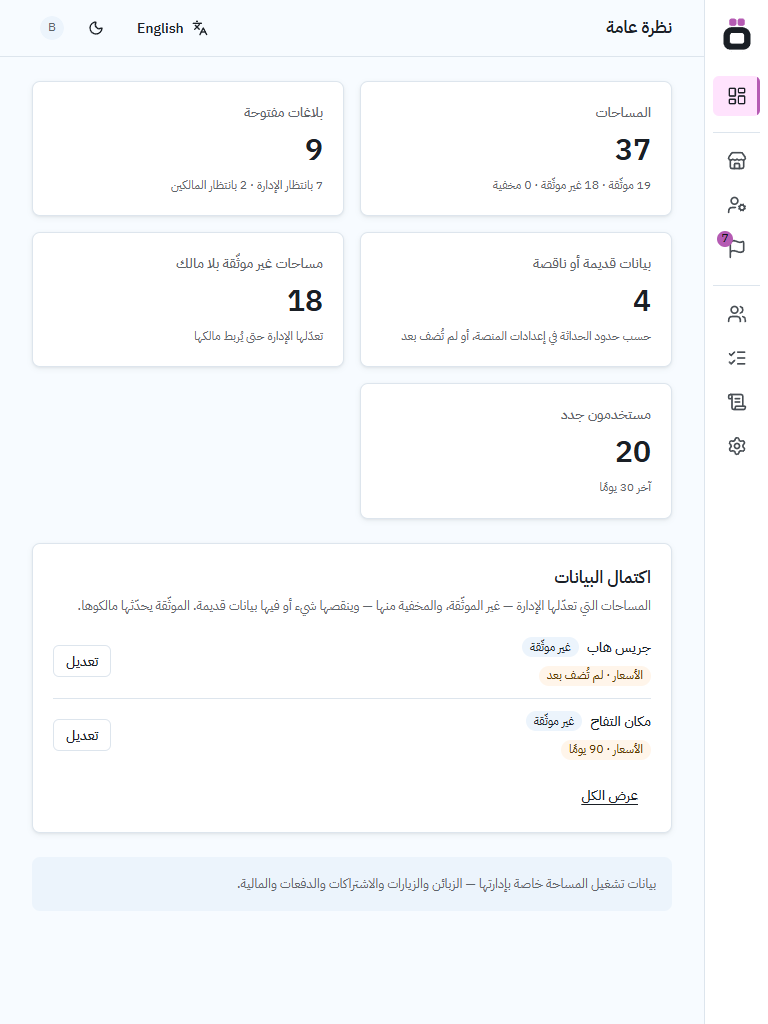 نظرة عامة
English
B
7
المساحات
37
19 موثّقة · 18 غير موثّقة · 0 مخفية
بلاغات مفتوحة
9
7 بانتظار الإدارة · 2 بانتظار المالكين
بيانات قديمة أو ناقصة
4
حسب حدود الحداثة في إعدادات المنصة، أو لم تُضف بعد
مساحات غير موثّقة بلا مالك
18
تعدّلها الإدارة حتى يُربط مالكها
مستخدمون جدد
20
آخر 30 يومًا
اكتمال البيانات
المساحات التي تعدّلها الإدارة — غير الموثّقة، والمخفية منها — وينقصها شيء أو فيها بيانات قديمة. الموثّقة يحدّثها مالكوها.
جريس هاب غير موثّقة
الأسعار · لم تُضف بعد
تعديل
مكان التفاح غير موثّقة
الأسعار · 90 يومًا
تعديل
عرض الكل
بيانات تشغيل المساحة خاصة بإدارتها — الزبائن والزيارات والاشتراكات والدفعات والمالية.